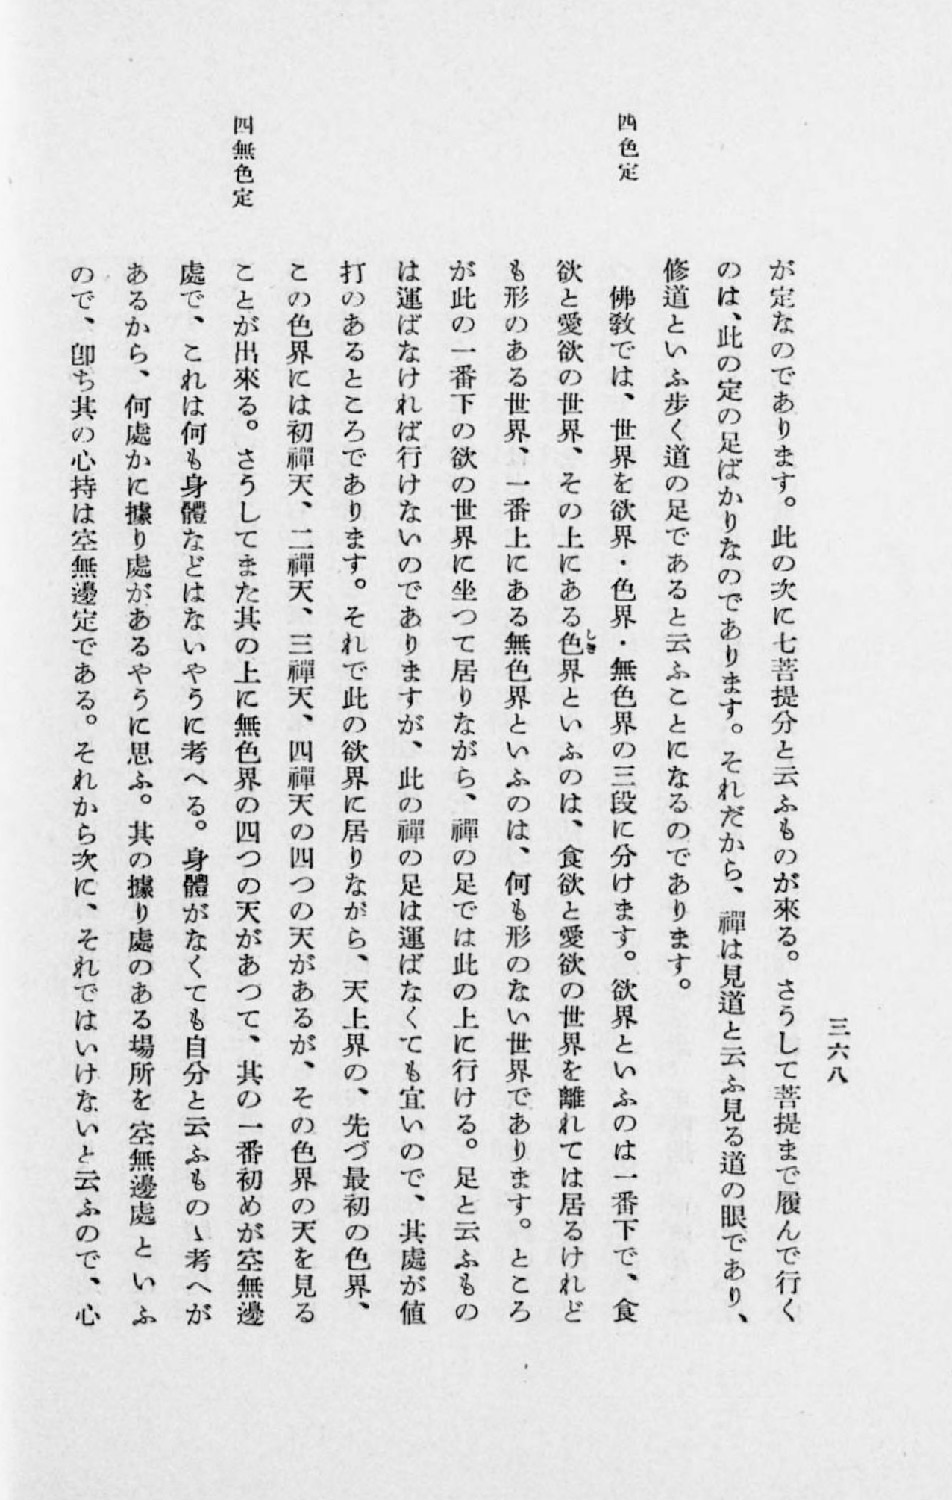 三六八
が定なのであります。此の次に七菩提分と云ふものが来る。さうして菩提まで履んで行く
のは、此の定の足ばかりなのであります。それだから、禪は見道と云ふ見る道の眼であり、
修道といふ歩く道の足であると云ふことになるのであります。
四色定
佛敎では、世界を欲界・色界・無色界の三段に分けます。欲界といふのは一番下で、食
欲と愛欲の世界、その上にある色界といふのは、食欲と愛欲の世界を離れては居るけれど
も形のある世界、一番上にある無色界といふのは、何も形のない世界であります。ところ
が此の一番下の欲の世界に坐つて居りながら、禪の足では此の上に行ける。足と云ふもの
は運ばなければ行けないのでありますが、此の禪の足は運ばなくても宜いので、其處が値
打のあるところであります。それで此の欲界に居りながら、天上界の、先づ最初の色界、
この色界には初禪天、二禪天、三禪天、四禪天の四つの天があるが、その色界の天を見る
四無色定
ことが出來る。さうしてまた其の上に無色界の四つの天があつて、其の一番初めが空無邊
處で、これは何も身體などはないやうに考へる。身體がなくても自分と云ふものゝ考へが
あるから、何處かに據り處があるやうに思ふ。其の據り處のある場所を空無邊處といふ
ので、卽ち其の心持は空無邊定である。それから次に、それではいけないと云ふので、心